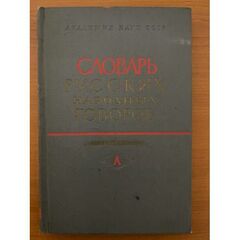 АКАДЕМИЯ НАУК СССР
СЛОВАРЬ
РУССКИХ
НАРОДНЫХ
ГОВОРОВ
А